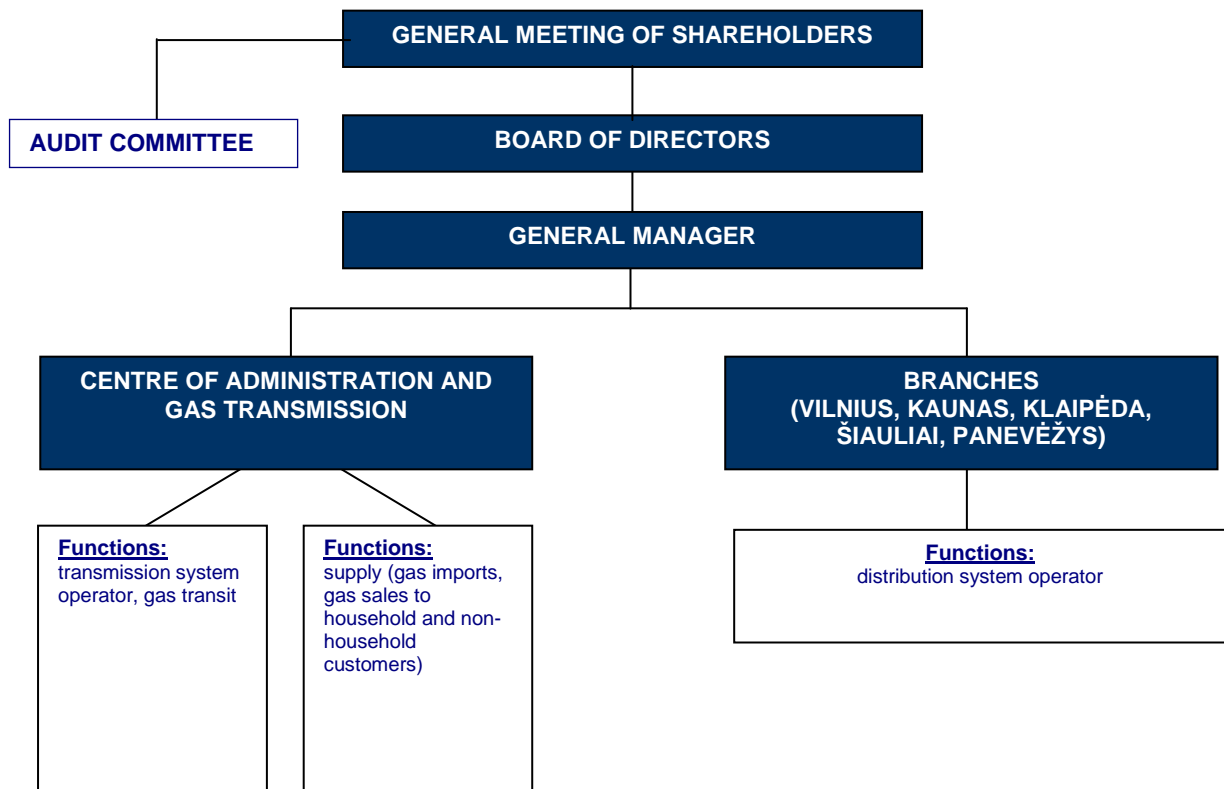 GENERAL MEETING OF SHAREHOLDERS
AUDIT COMMITTEE
BOARD OF DIRECTORS
GENERAL MANAGER
CENTRE OF ADMINISTRATION AND
GAS TRANSMISSION
BRANCHES
(VILNIUS, KAUNAS, KLAIPĖDA,
ŠIAULIAI, PANEVĖŽYS)
Functions:
transmission system
operator, gas transit
Functions:
supply (gas imports,
gas sales to
household and non-
household
customers)
Functions:
distribution system operator